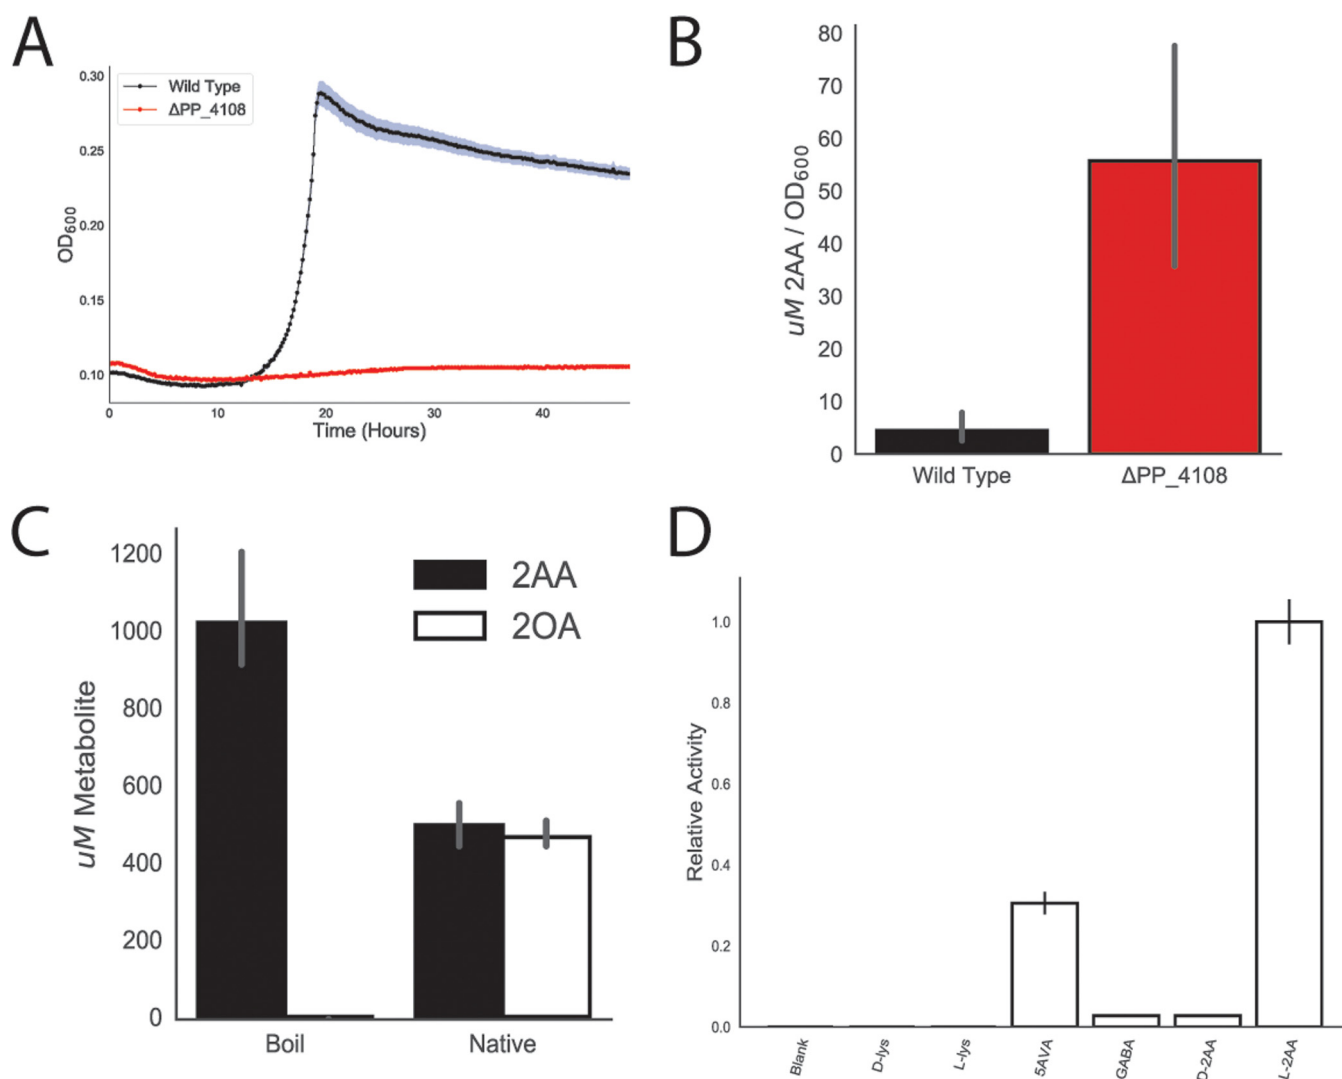 A
0.30
0.25
0.20
0.15
0.10
OD600
Wild Type
ΔPP_4108
0
10
20
30
40
Time (Hours)
B
80
70
60
50
40
30
20
10
0
uM 2AA / OD600
Wild Type
ΔPP_4108
C
1200
1000
800
600
400
200
0
uM Metabolite
2AA
2OA
Boil
Native
D
1.0
0.8
0.6
0.4
0.2
0.0
Relative Activity
Blank
D-lys
L-lys
5AVA
GABA
D-2AA
L-2AA